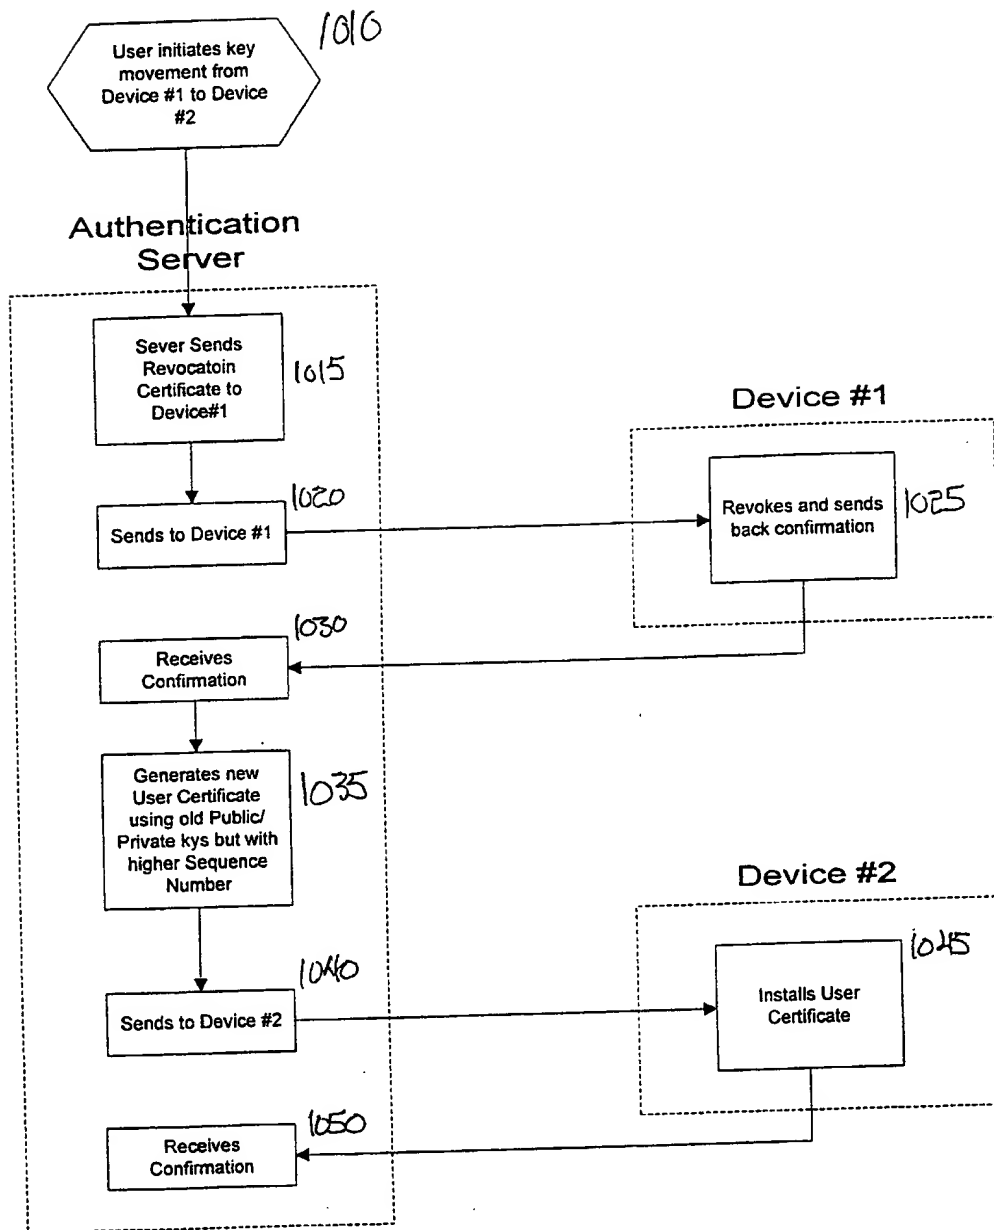 1010
User initiates key
movement from
Device #1 to Device
#2
Authentication
Server
Sever Sends
Revocatoin
Certificate to
Device#1
1015
Device #1
1020
Sends to Device #1
Revokes and sends
back confirmation
1025
1030
Receives
Confirmation
Generates new
User Certificate
using old Public/
Private kys but with
higher Sequence
Number
1035
Device #2
1040
Sends to Device #2
1045
Installs User
Certificate
1050
Receives
Confirmation